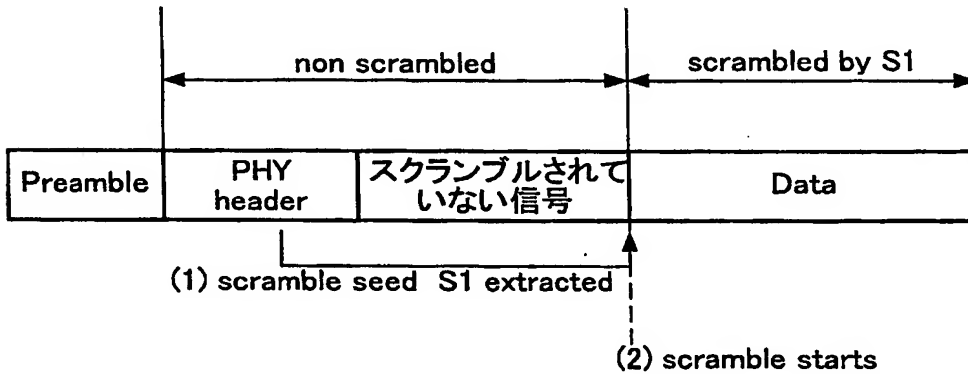 non scrambled
scrambled by S1
Preamble
PHY
header
スクランブルされて
いない信号
Data
(1) scramble seed S1 extracted
(2) scramble starts